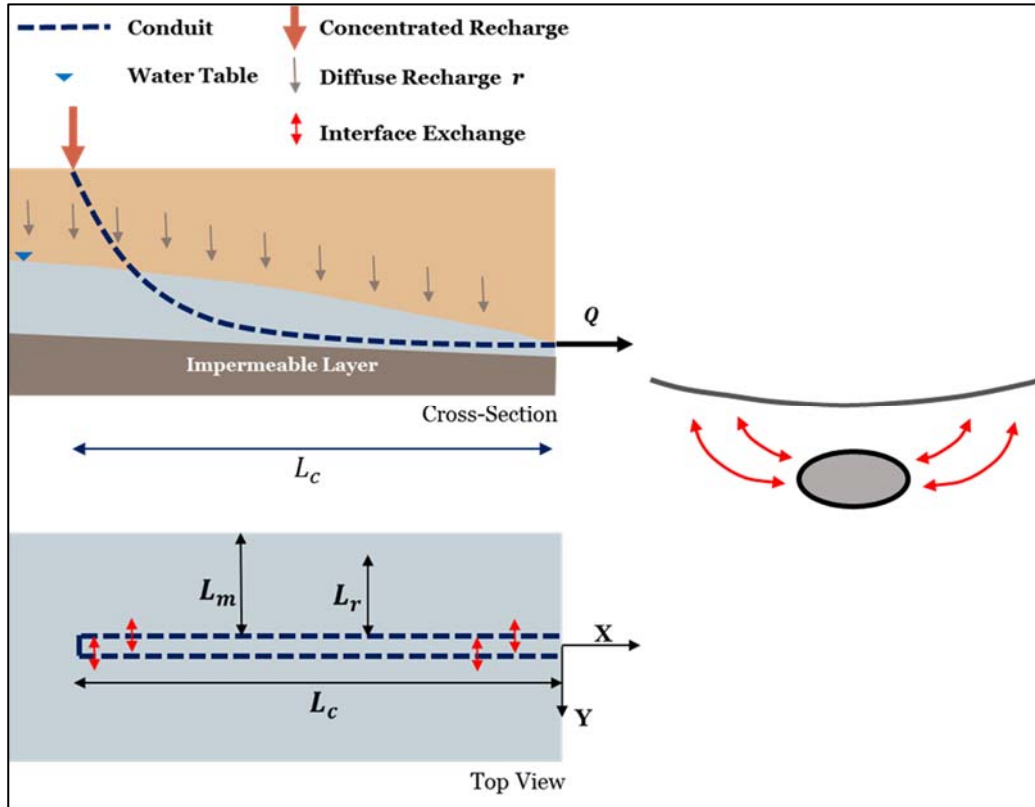 Conduit
Concentrated Recharge
Water Table
Diffuse Recharge r
Interface Exchange
Q
Impermeable Layer
Cross-Section
L_c
L_m
L_r
X
L_c
Y
Top View